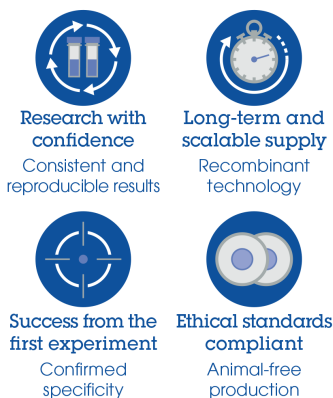 Research with
confidence
Consistent and
reproducible results
Long-term and
scalable supply
Recombinant
technology
Success from the
first experiment
Confirmed
specificity
Ethical standards
compliant
Animal-free
production